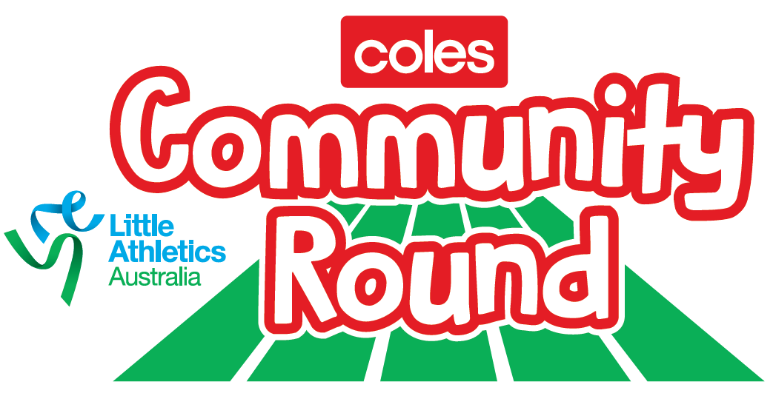 coles
Community
Round
Little
Athletics
Australia